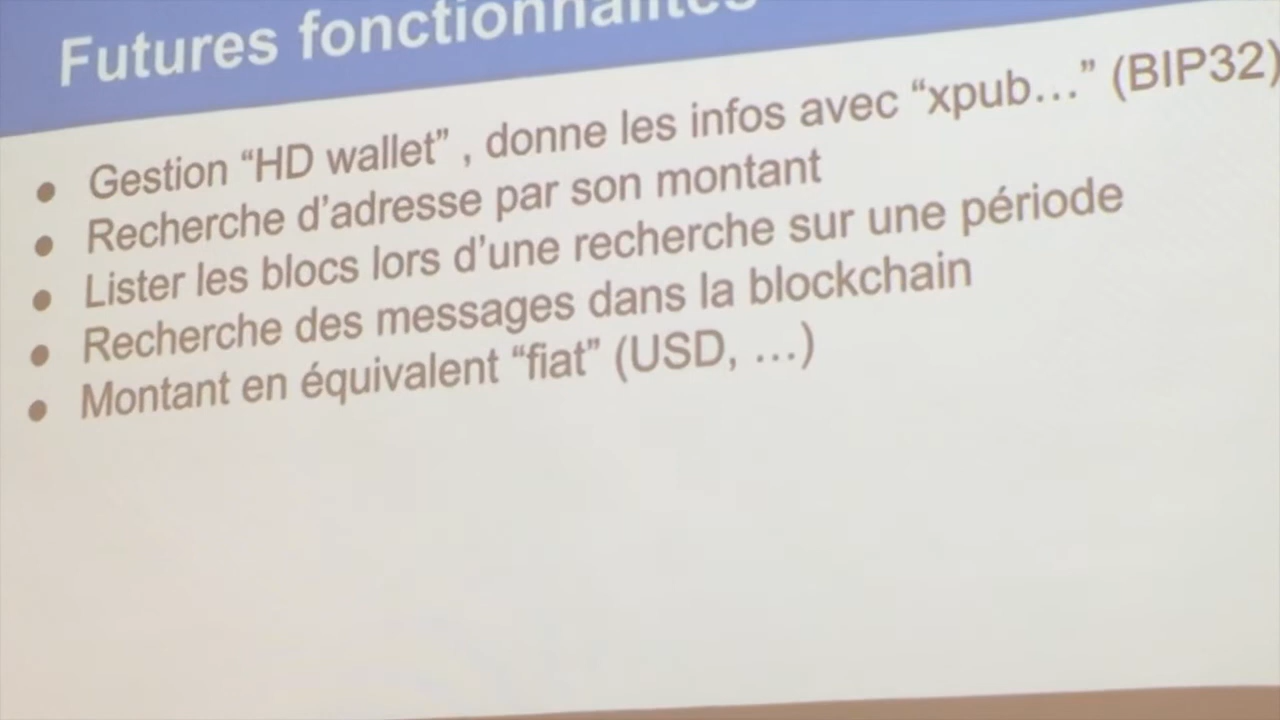 Futures fonctionnalités
● Gestion “HD wallet” , donne les infos avec “xpub...” (BIP32)
● Recherche d’adresse par son montant
● Lister les blocs lors d’une recherche sur une période
● Recherche des messages dans la blockchain
● Montant en équivalent “fiat” (USD, ...)